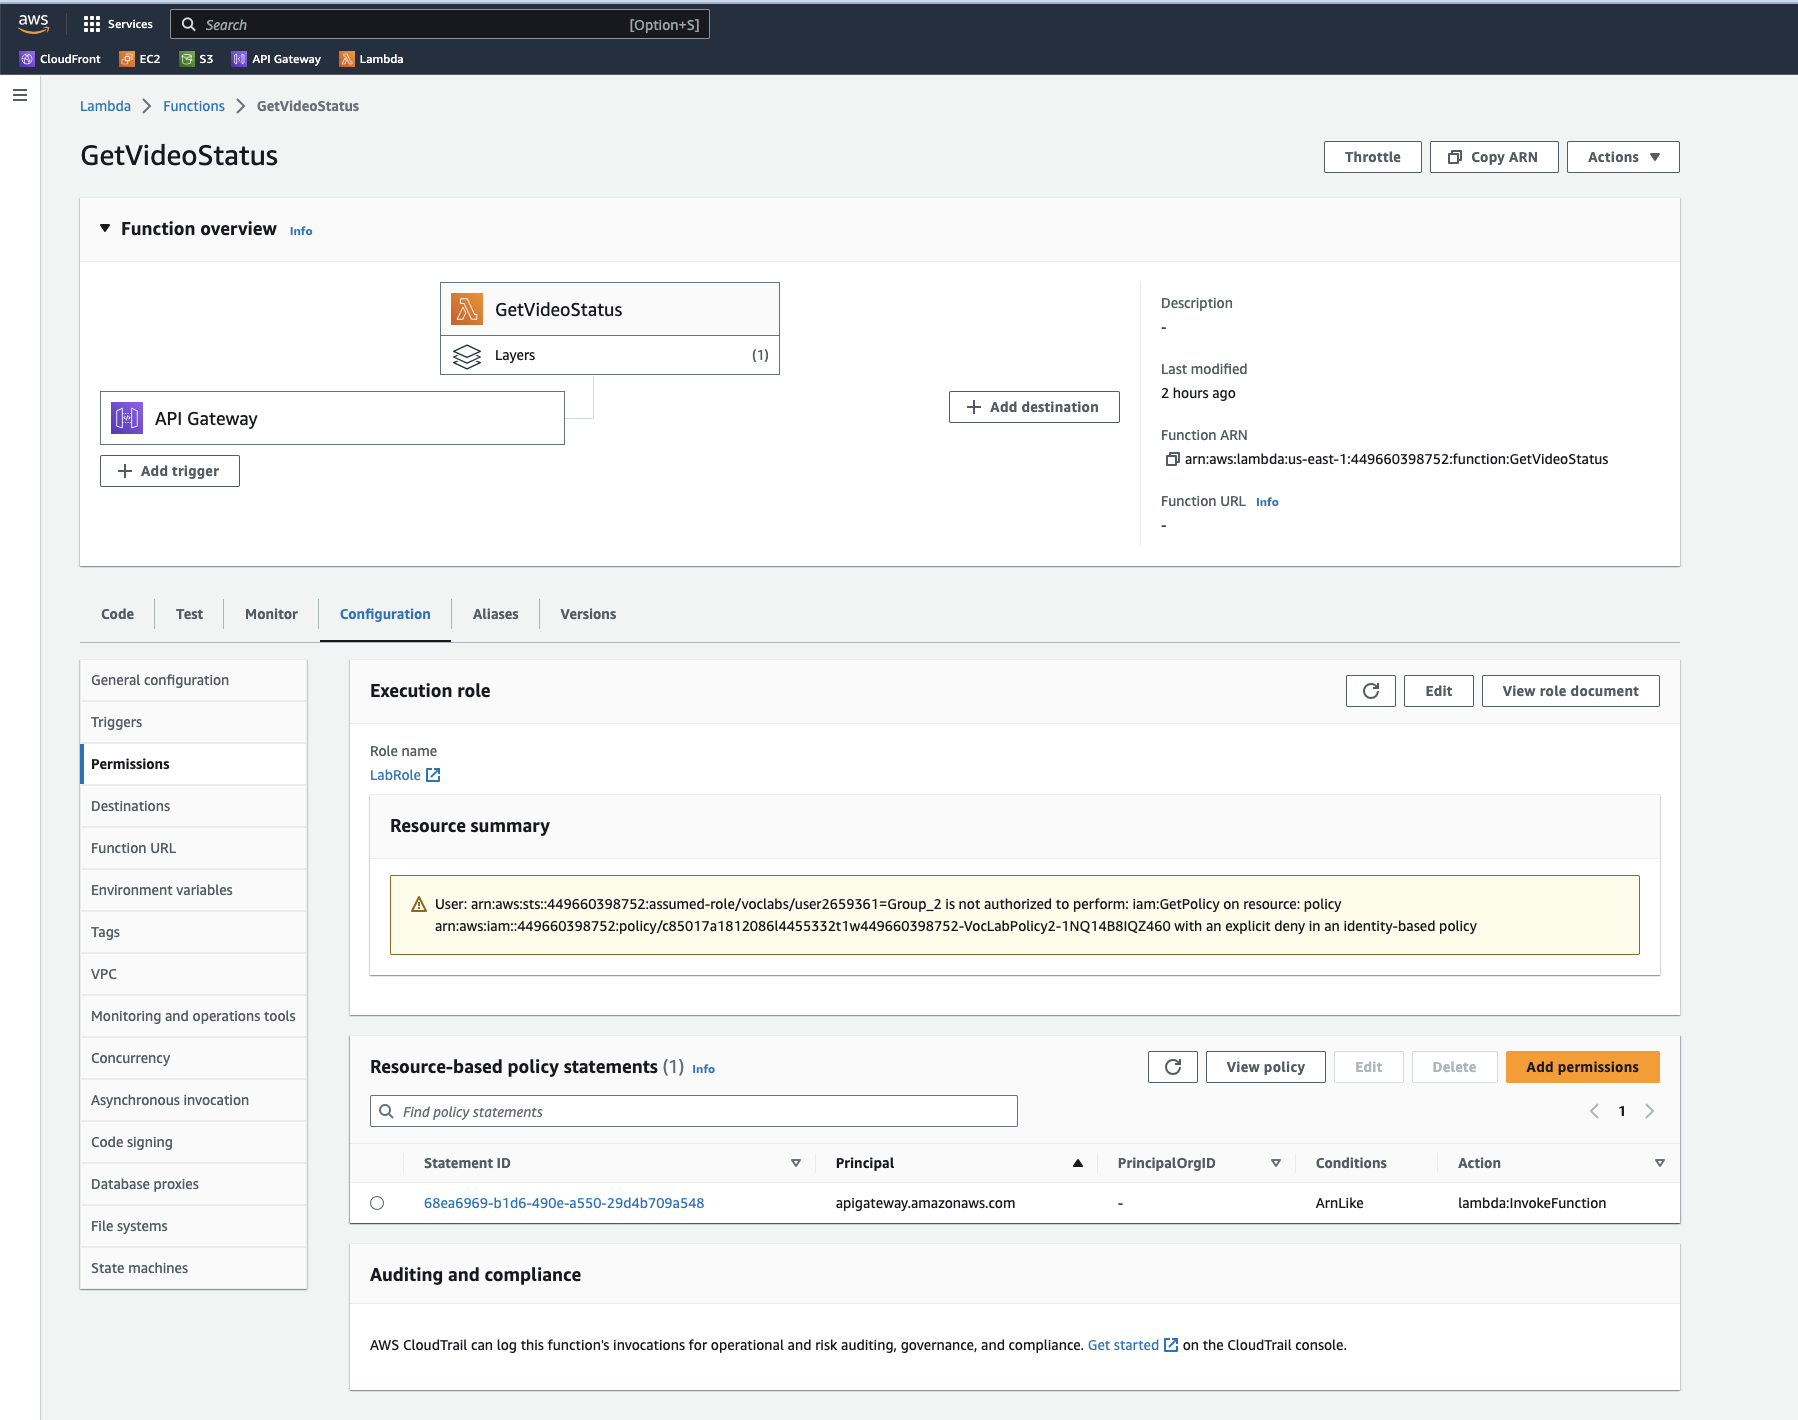 aws
Services
Search
[Option+S]
CloudFront
EC2
S3
API Gateway
Lambda
Lambda
Functions
GetVideoStatus
GetVideoStatus
Throttle
Copy ARN
Actions
Function overview
Info
GetVideoStatus
Layers
(1)
API Gateway
Add trigger
Add destination
Description
-
Last modified
2 hours ago
Function ARN
arn:aws:lambda:us-east-1:449660398752:function:GetVideoStatus
Function URL Info
-
Code
Test
Monitor
Configuration
Aliases
Versions
General configuration
Triggers
Permissions
Destinations
Function URL
Environment variables
Tags
VPC
Monitoring and operations tools
Concurrency
Asynchronous invocation
Code signing
Database proxies
File systems
State machines
Execution role
Edit
View role document
Role name
LabRole
Resource summary
User: arn:aws:sts::449660398752:assumed-role/voclabs/user2659361=Group_2 is not authorized to perform: iam:GetPolicy on resource: policy
arn:aws:iam::449660398752:policy/c85017a1812086l4455332t1w449660398752-VocLabPolicy2-1NQ14B8IQZ460 with an explicit deny in an identity-based policy
Resource-based policy statements (1) Info
View policy
Edit
Delete
Add permissions
Find policy statements
1
Statement ID
Principal
PrincipalOrgID
Conditions
Action
68ea6969-b1d6-490e-a550-29d4b709a548
apigateway.amazonaws.com
-
ArnLike
lambda:InvokeFunction
Auditing and compliance
AWS CloudTrail can log this function's invocations for operational and risk auditing, governance, and compliance. Get started on the CloudTrail console.